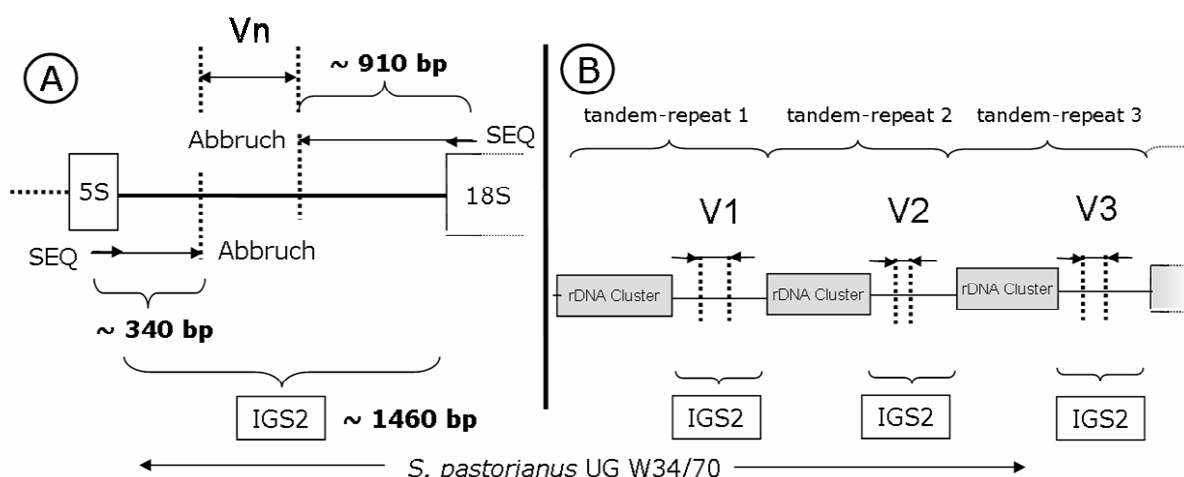 A
Vn
~ 910 bp
Abbruch
SEQ
5S
18S
SEQ
Abbruch
~ 340 bp
IGS2
~ 1460 bp
B
tandem-repeat 1
tandem-repeat 2
tandem-repeat 3
V1
V2
V3
rDNA Cluster
rDNA Cluster
rDNA Cluster
IGS2
IGS2
IGS2
S. pastorianus UG W34/70